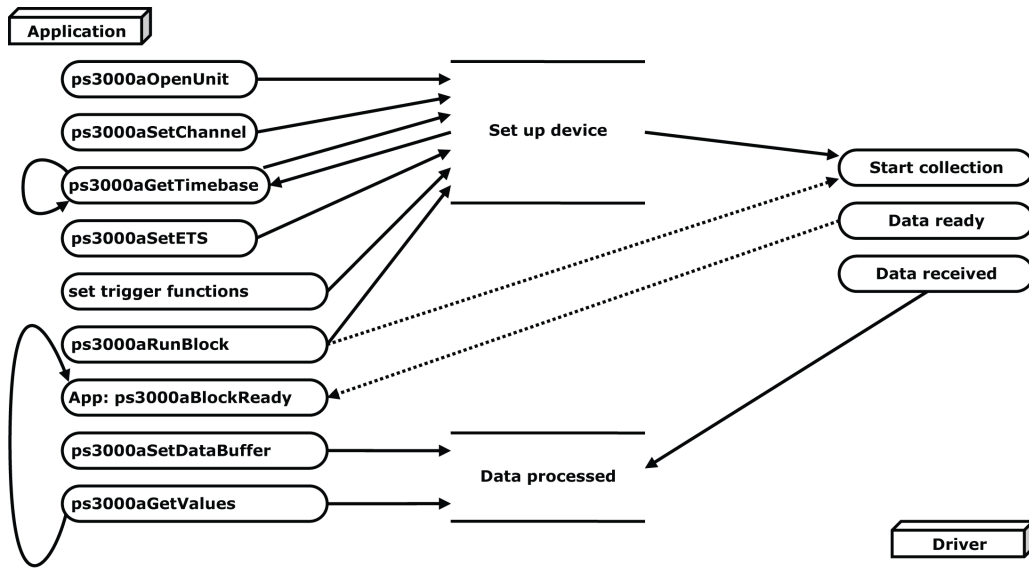 Application
ps3000aOpenUnit
ps3000aSetChannel
ps3000aGetTimebase
ps3000aSetETS
set trigger functions
ps3000aRunBlock
App: ps3000aBlockReady
ps3000aSetDataBuffer
ps3000aGetValues
Set up device
Data processed
Start collection
Data ready
Data received
Driver